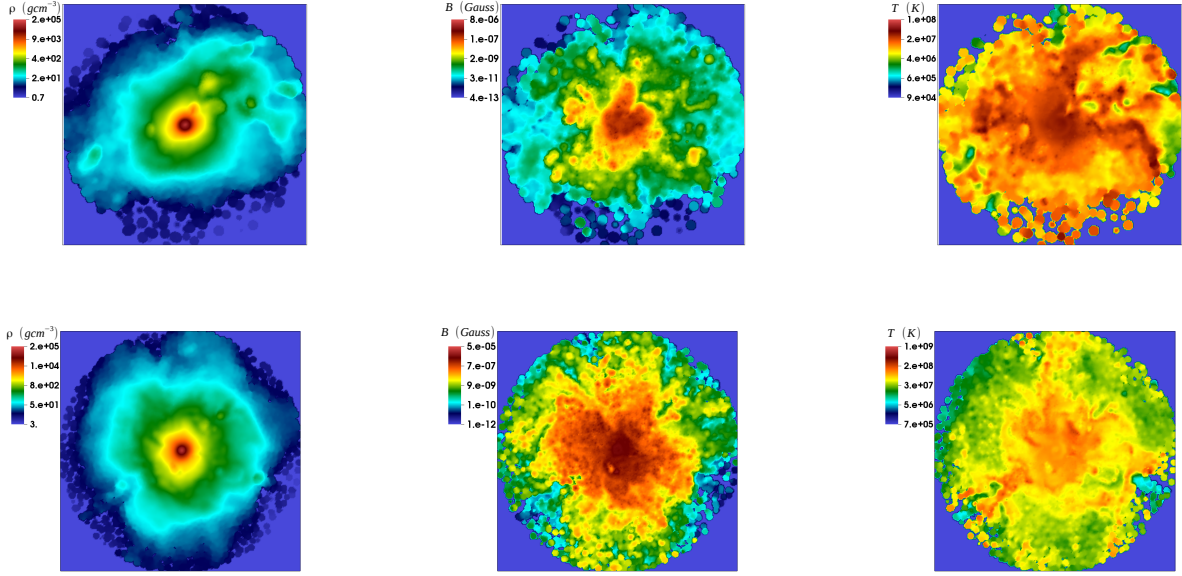 ρ (gcm⁻³)
2.e+05
9.e+03
4.e+02
2.e+01
0.7
B (Gauss)
8.e-06
1.e-07
2.e-09
3.e-11
4.e-13
T (K)
1.e+08
2.e+07
4.e+06
6.e+05
9.e+04
ρ (gcm⁻³)
2.e+05
1.e+04
8.e+02
5.e+01
3.
B (Gauss)
5.e-05
7.e-07
9.e-09
1.e-10
1.e-12
T (K)
1.e+09
2.e+08
3.e+07
5.e+06
7.e+05